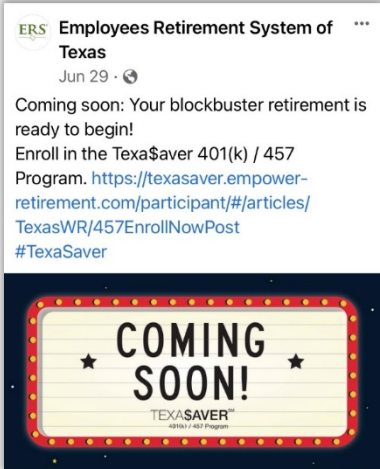 ERS
Employees Retirement System of
Texas
Jun 29 ·
Coming soon: Your blockbuster retirement is
ready to begin!
Enroll in the Texa$aver 401(k) / 457
Program. https://texasaver.empower-
retirement.com/participant/#/articles/
TexasWR/457EnrollNowPost
#TexaSaver
COMING
SOON!
TEXA$AVER℠
401(k) / 457 Program